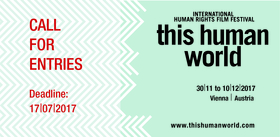 CALL
FOR
ENTRIES
Deadline:
17|07|2017
INTERNATIONAL
HUMAN RIGHTS FILM FESTIVAL
this human
world
30|11 to 10|12|2017
Vienna | Austria
www.thishumanworld.com